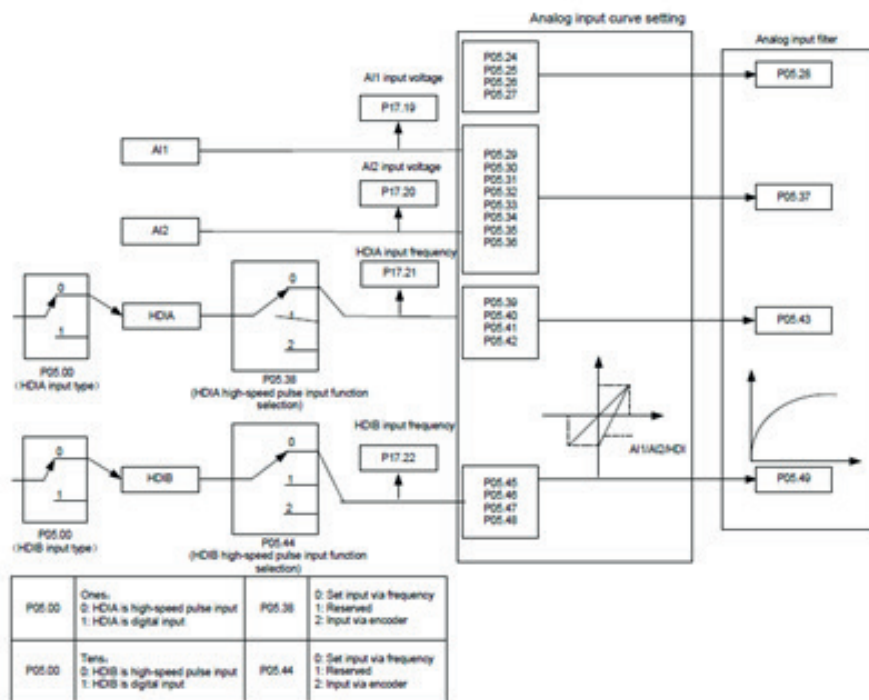 Analog input curve setting
Analog input filter
P05.24
P05.25
P05.26
P05.27
P05.28
AI1 input voltage
P17.19
AI1
AI2 input voltage
P17.20
AI2
P05.29
P05.30
P05.31
P05.32
P05.33
P05.34
P05.35
P05.36
P05.37
HDIA input frequency
P17.21
0
1
P05.00
(HDIA input type)
HDIA
0
1
2
P05.38
(HDIA high-speed pulse input function
selection)
P05.39
P05.40
P05.41
P05.42
P05.43
AI1/AI2/HDI
HDIB input frequency
P17.22
0
1
P05.00
(HDIB input type)
HDIB
0
1
2
P05.44
(HDIB high-speed pulse input function
selection)
P05.45
P05.46
P05.47
P05.48
P05.49
P05.00
Ones:
0: HDIA is high-speed pulse input
1: HDIA is digital input
P05.38
0: Set input via frequency
1: Reserved
2: Input via encoder
P05.00
Tens:
0: HDIB is high-speed pulse input
1: HDIB is digital input
P05.44
0: Set input via frequency
1: Reserved
2: Input via encoder